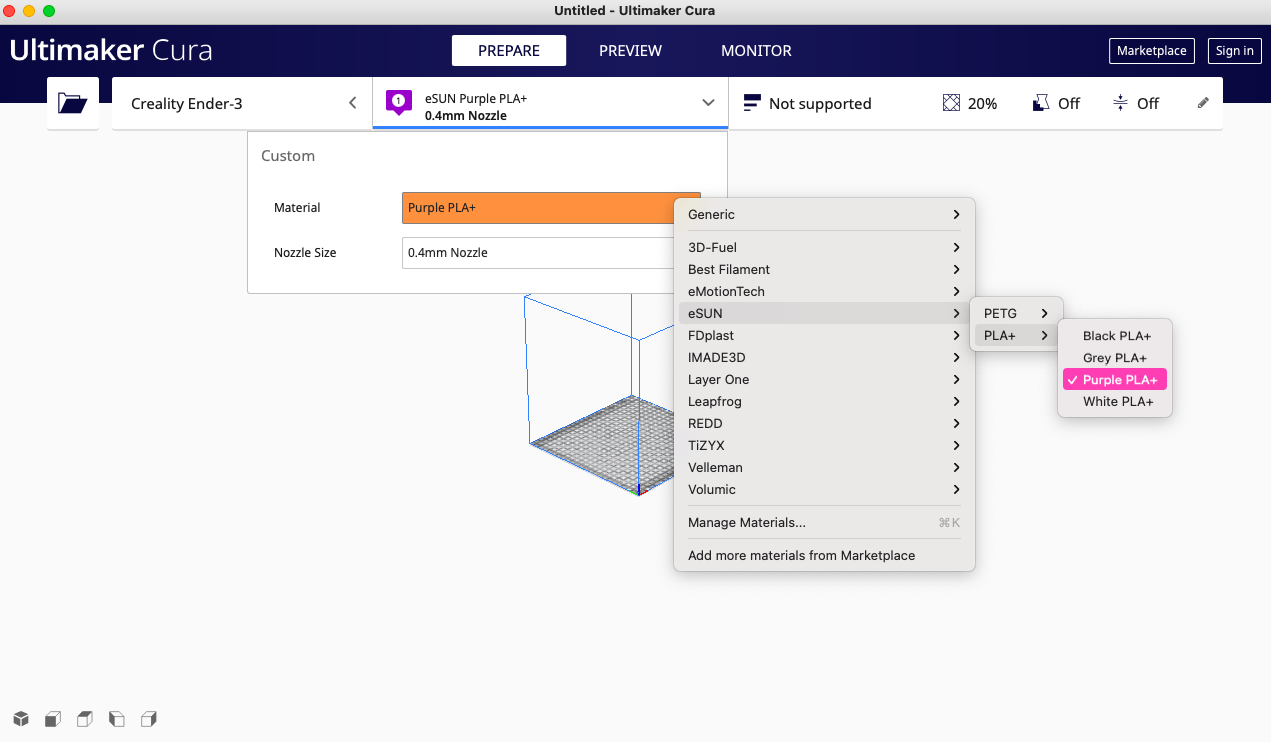 Untitled - Ultimaker Cura
Ultimaker Cura
PREPARE
PREVIEW
MONITOR
Marketplace
Sign in
Creality Ender-3
1
eSUN Purple PLA+
0.4mm Nozzle
Not supported
20%
Off
Off
Custom
Material
Purple PLA+
Nozzle Size
0.4mm Nozzle
Generic
3D-Fuel
Best Filament
eMotionTech
eSUN
FDplast
IMADE3D
Layer One
Leapfrog
REDD
TiZYX
Velleman
Volumic
Manage Materials... ⌘K
Add more materials from Marketplace
PETG
PLA+
Black PLA+
Grey PLA+
✓ Purple PLA+
White PLA+